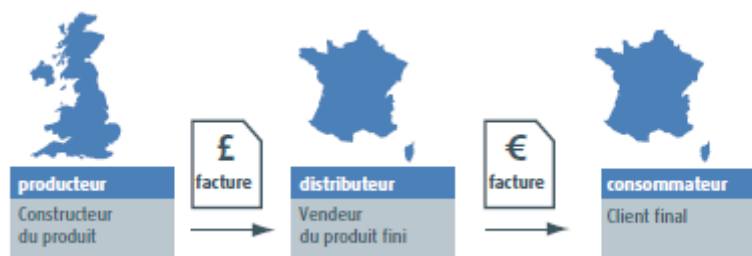 £
facture
€
facture
producteur
Constructeur
du produit
distributeur
Vendeur
du produit fini
consommateur
Client final